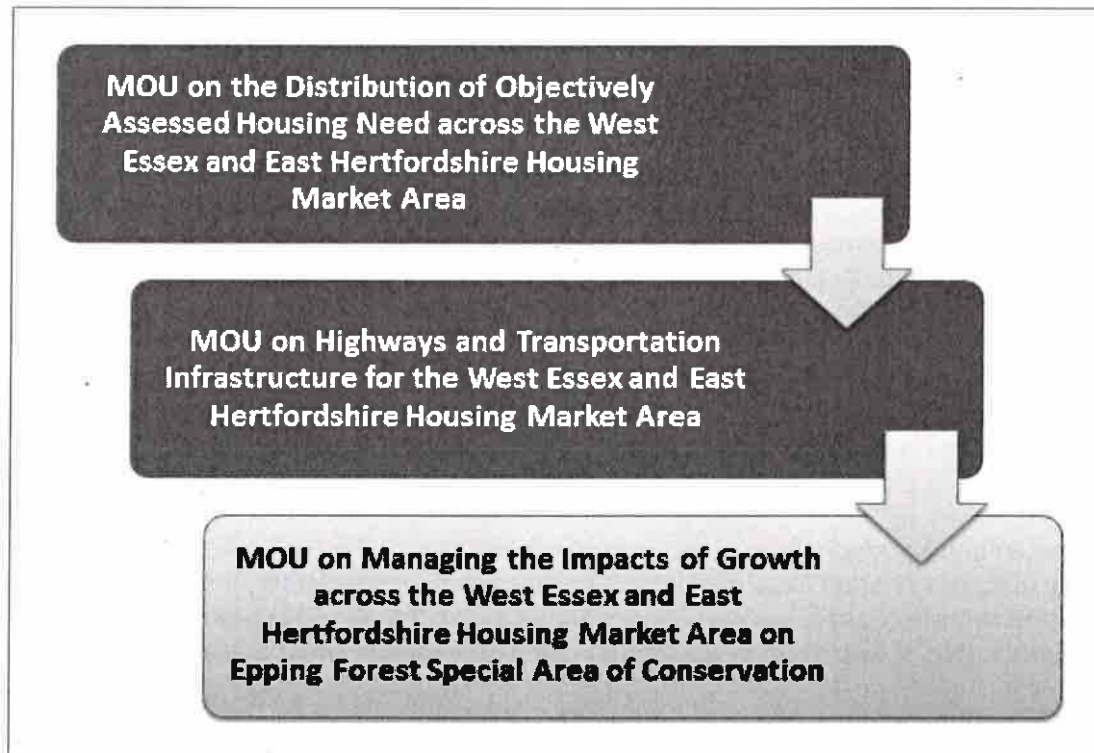 MOU on the Distribution of Objectively
Assessed Housing Need across the West
Essex and East Hertfordshire Housing
Market Area
MOU on Highways and Transportation
Infrastructure for the West Essex and East
Hertfordshire Housing Market Area
MOU on Managing the Impacts of Growth
across the West Essex and East
Hertfordshire Housing Market Area on
Epping Forest Special Area of Conservation